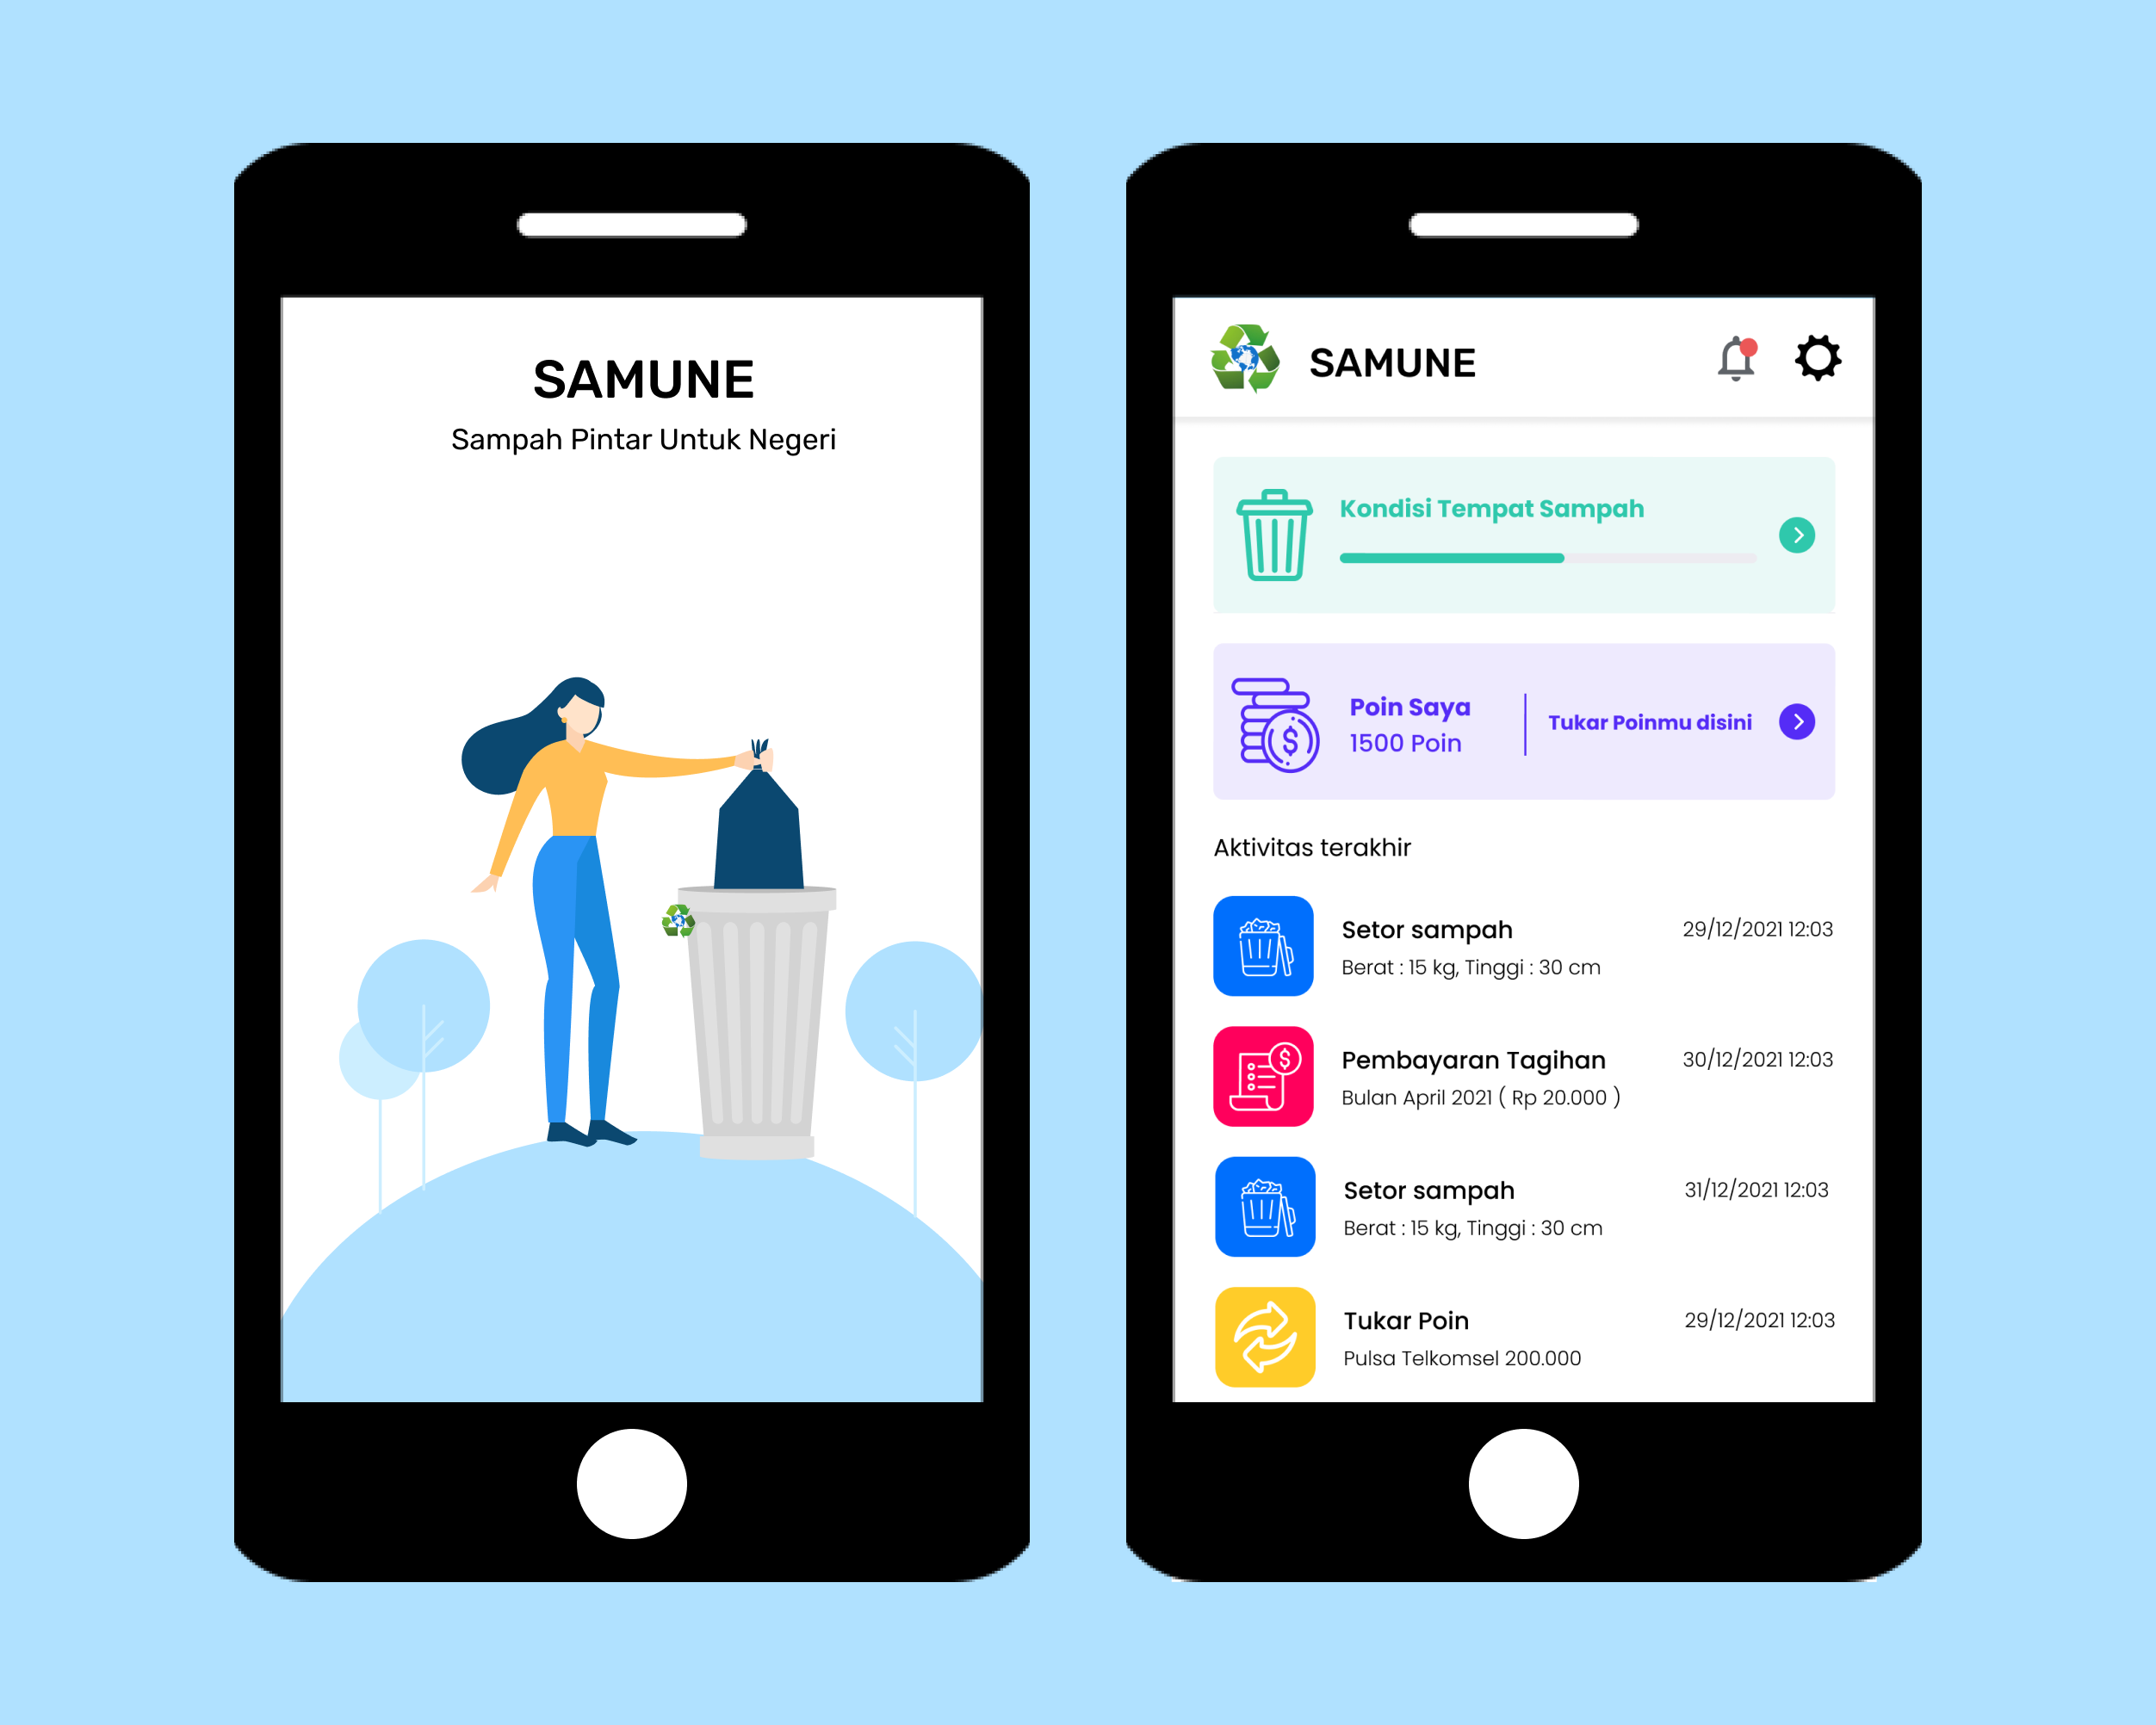 SAMUNE
Sampah Pintar Untuk Negeri
SAMUNE
Kondisi Tempat Sampah
Poin Saya
1500 Poin
Tukar Poinmu disini
Aktivitas terakhir
Setor sampah
29/12/2021 12:03
Berat : 15 kg, Tinggi : 30 cm
Pembayaran Tagihan
30/12/2021 12:03
Bulan April 2021 ( Rp 20.000 )
Setor sampah
31/12/2021 12:03
Berat : 15 kg, Tinggi : 30 cm
Tukar Poin
29/12/2021 12:03
Pulsa Telkomsel 200.000